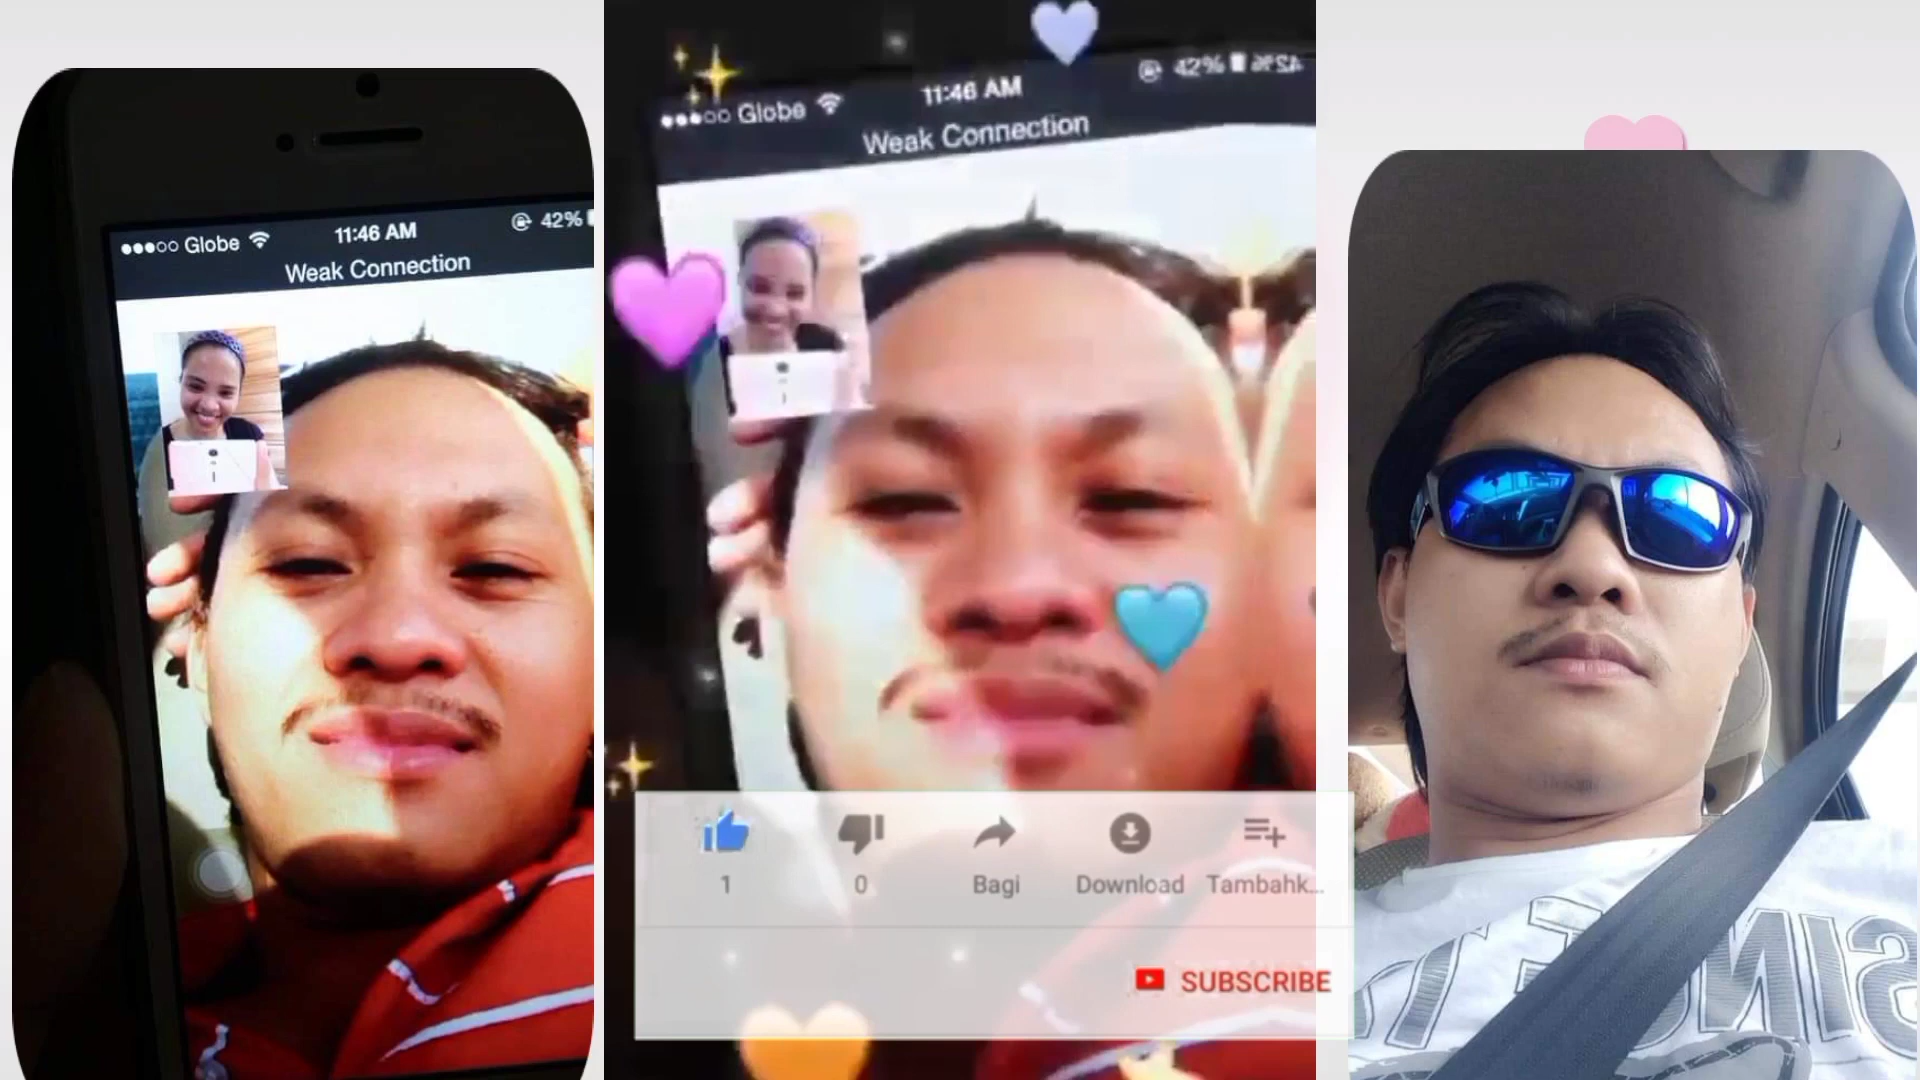 Globe 11:46 AM 42%
Weak Connection
Globe 11:46 AM 42%
Weak Connection
1 0 Bagi Download Tambahk...
SUBSCRIBE